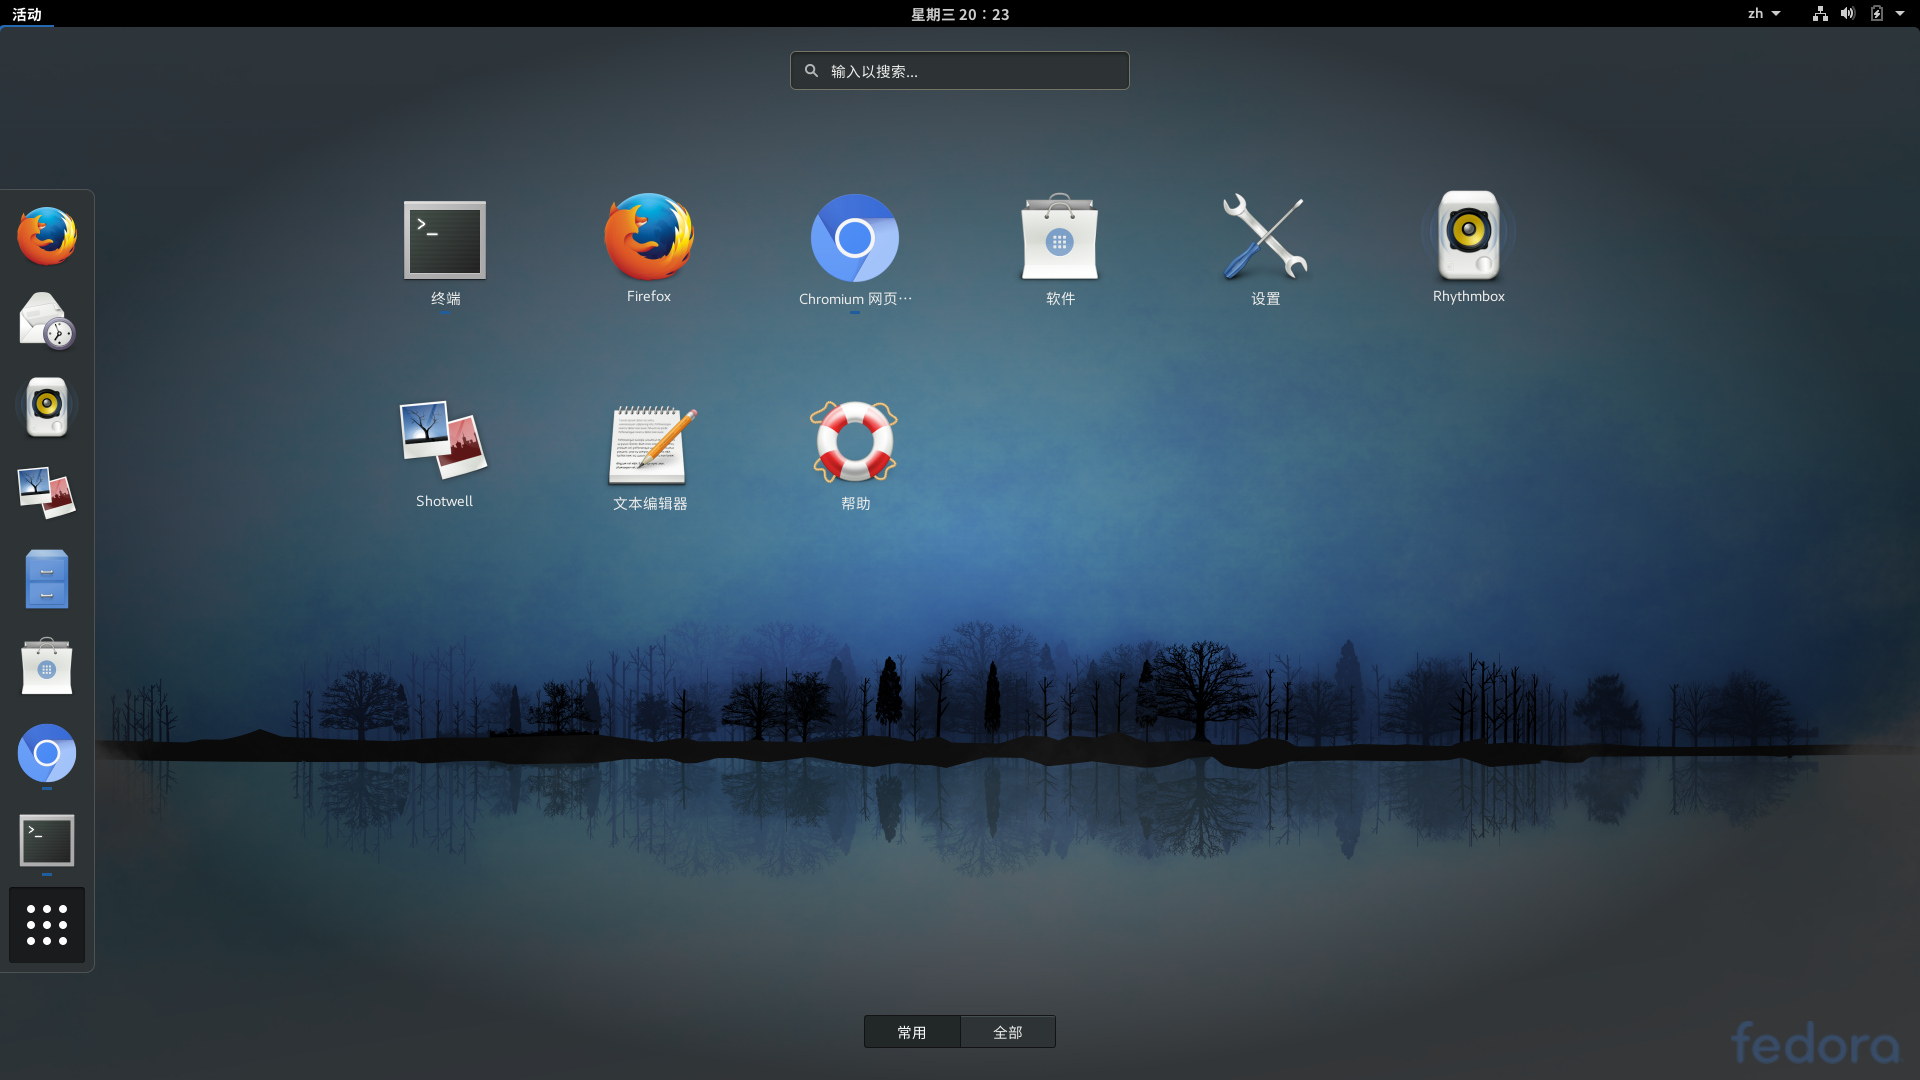 活动
星期三 20：23
zh
输入以搜索...
终端
Firefox
Chromium 网页…
软件
设置
Rhythmbox
Shotwell
文本编辑器
帮助
常用
全部
fedora